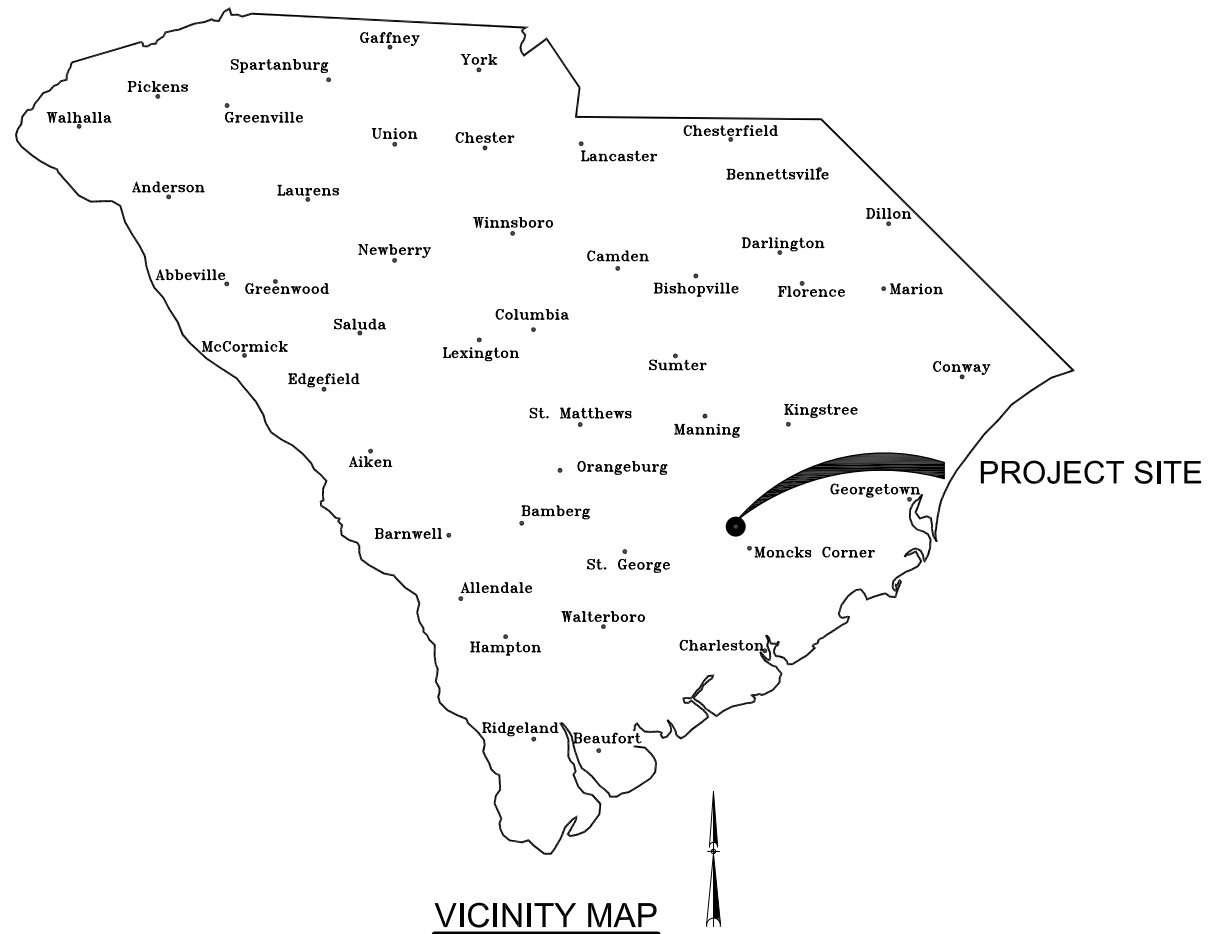 Gaffney
Spartanburg
York
Pickens
Walhalla
Greenville
Union
Chester
Chesterfield
Lancaster
Bennettsville
Anderson
Laurens
Dillon
Winnsboro
Newberry
Darlington
Camden
Abbeville
Greenwood
Bishopville
Florence
Marion
Columbia
Saluda
McCormick
Lexington
Sumter
Conway
Edgefield
St. Matthews
Kingstree
Manning
Aiken
Orangeburg
PROJECT SITE
Georgetown
Bamberg
Barnwell
Moncks Corner
St. George
Allendale
Walterboro
Hampton
Charleston
Ridgeland
Beaufort
VICINITY MAP